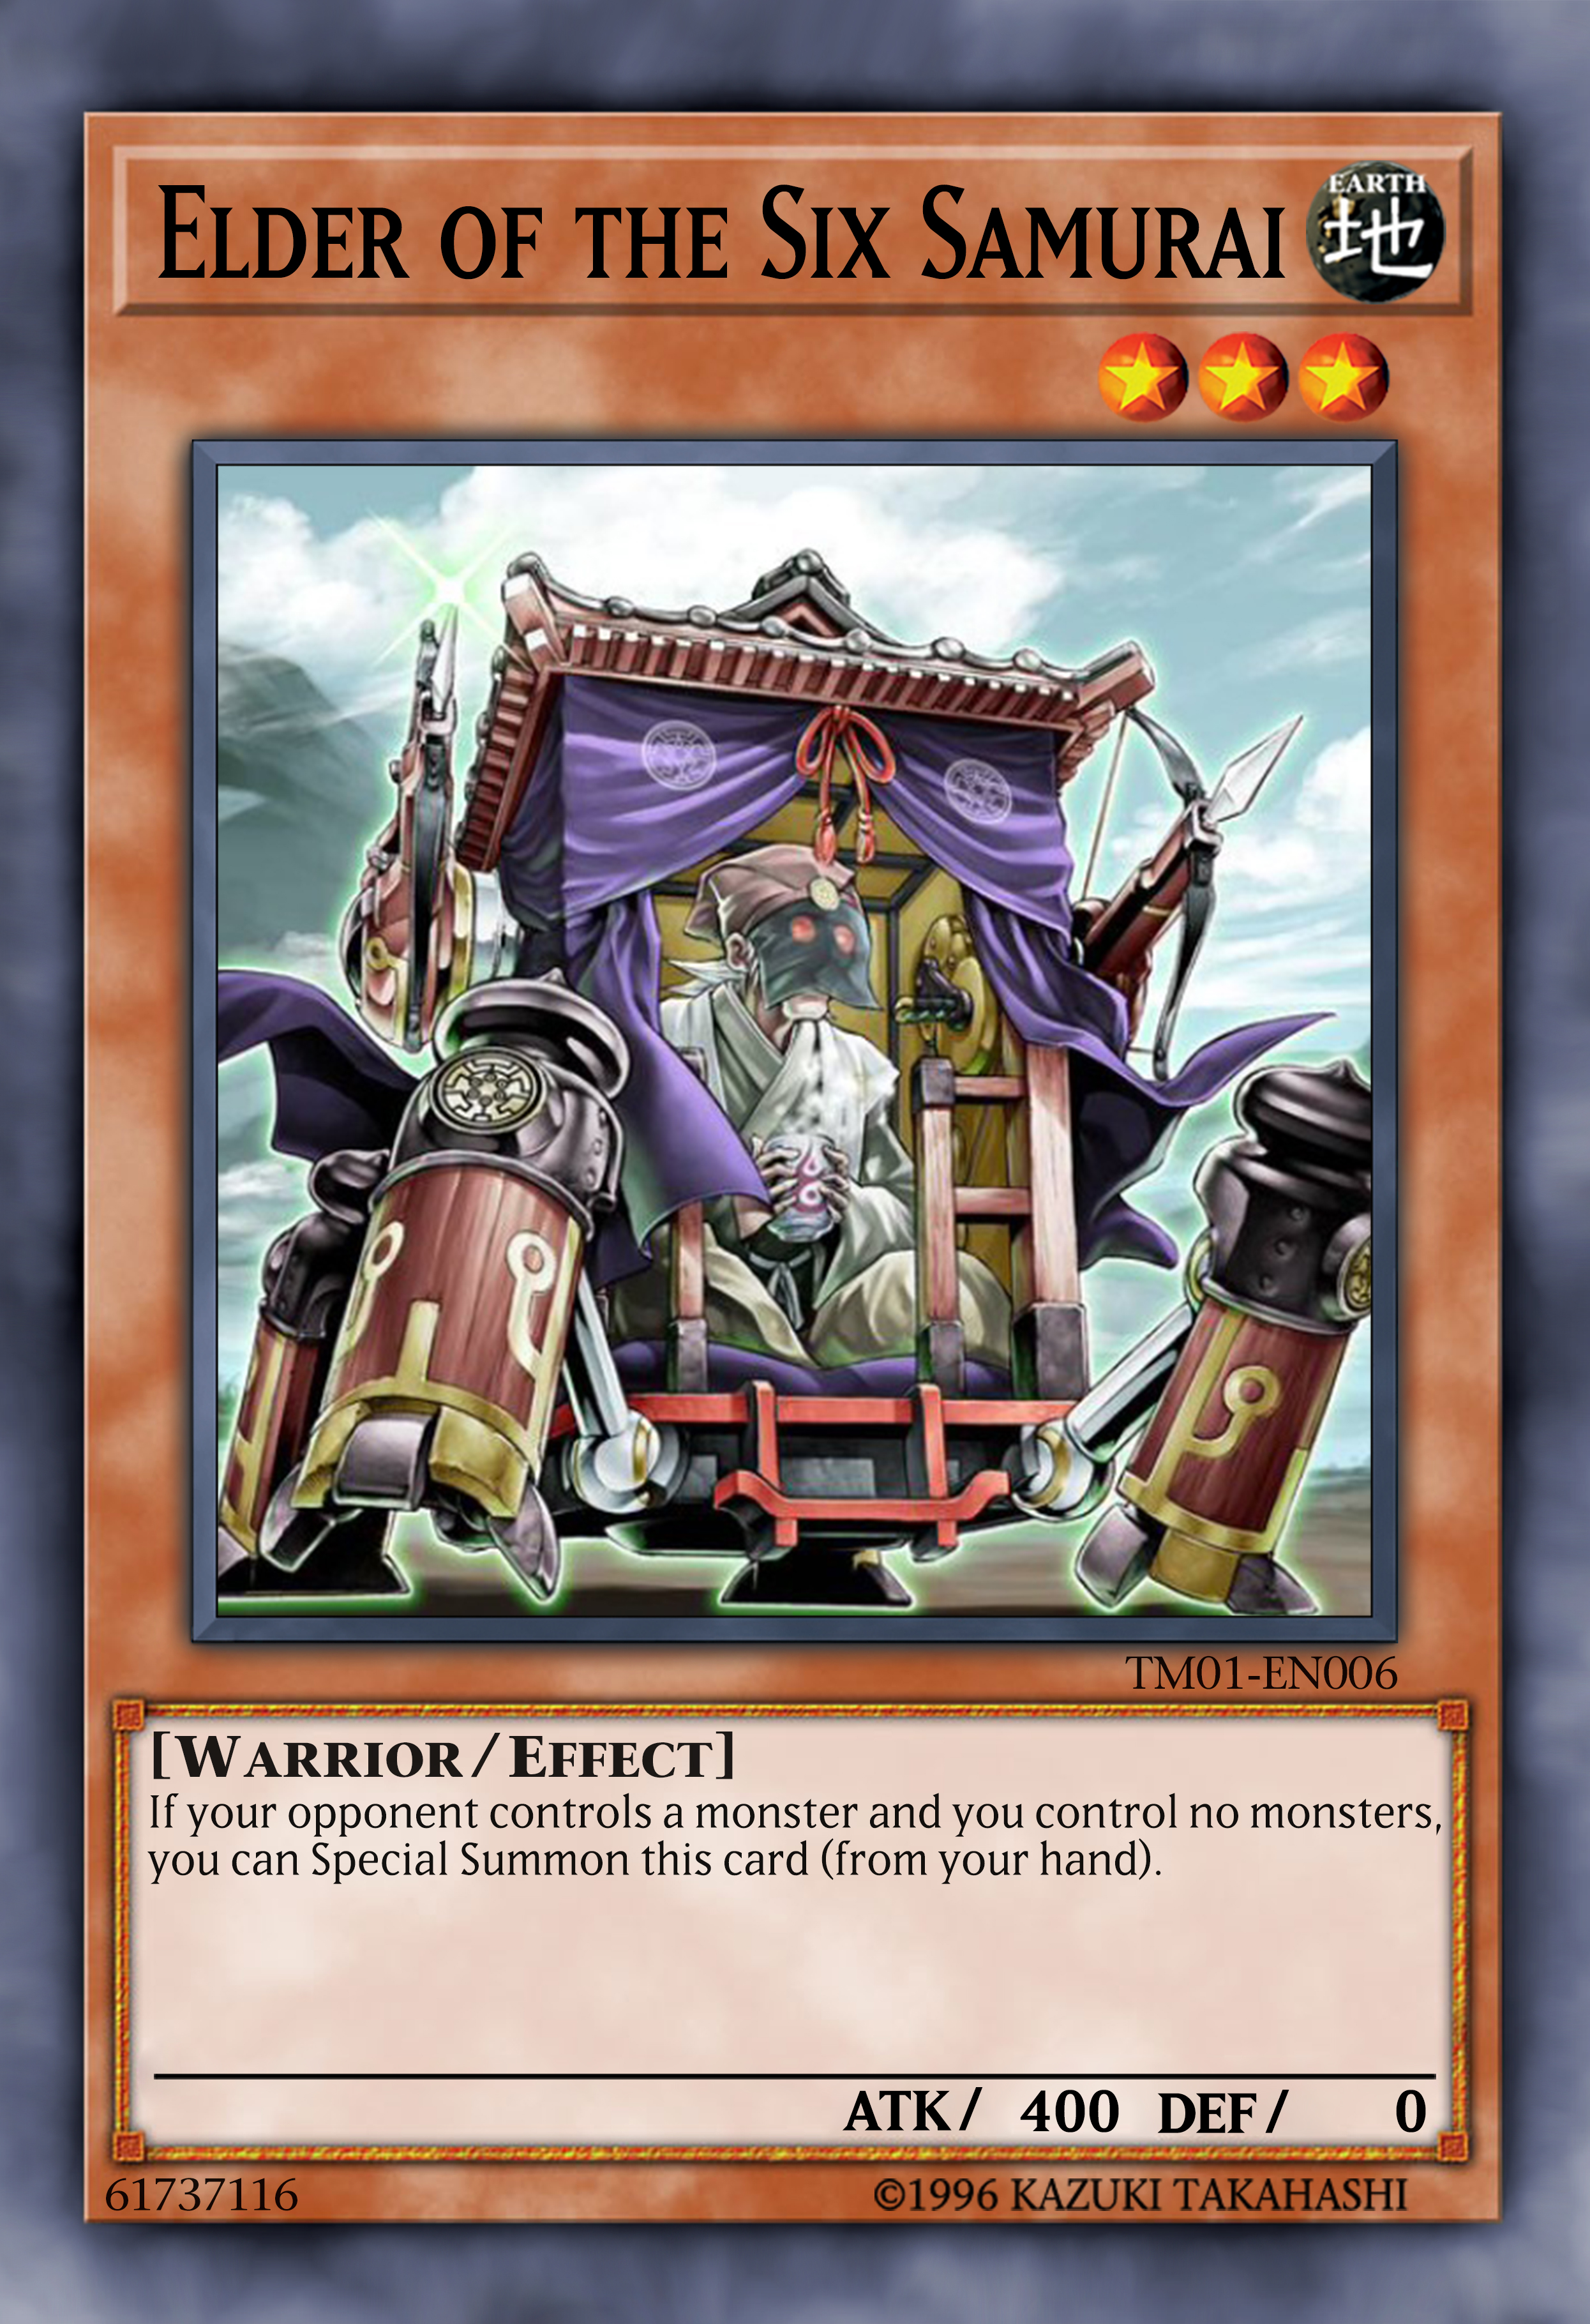 ELDER OF THE SIX SAMURAI
EARTH
地
TM01-EN006
[WARRIOR/EFFECT]
If your opponent controls a monster and you control no monsters,
you can Special Summon this card (from your hand).
ATK/ 400 DEF/ 0
61737116 ©1996 KAZUKI TAKAHASHI